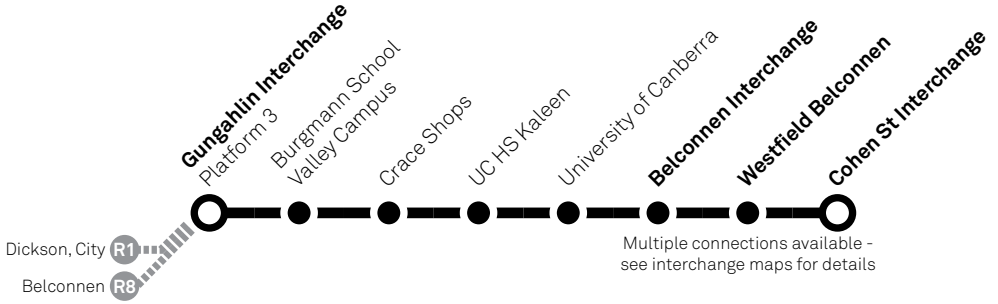 Gungahlin Interchange
Platform 3
Burgmann School
Valley Campus
Crace Shops
UC HS Kaleen
University of Canberra
Belconnen Interchange
Westfield Belconnen
Cohen St Interchange
Dickson, City R1
Belconnen R8
Multiple connections available -
see interchange maps for details